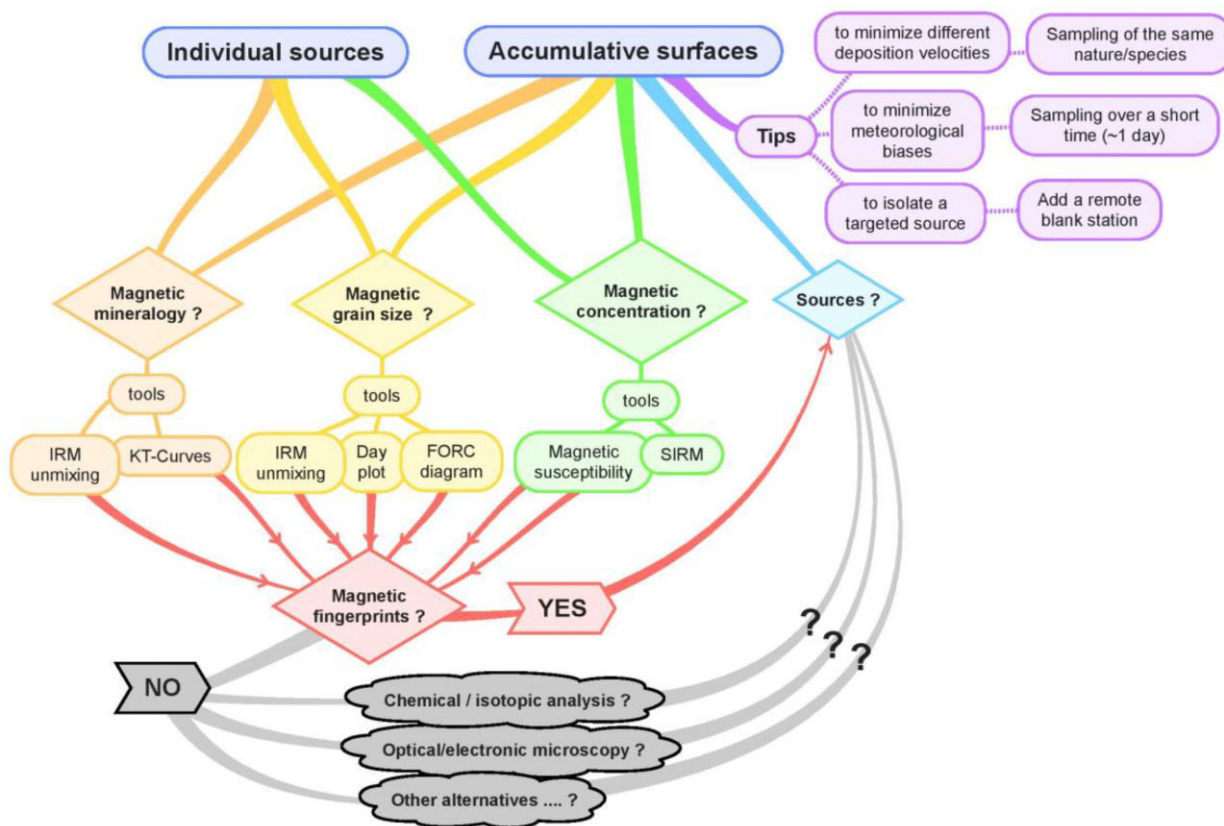 Individual sources
Accumulative surfaces
to minimize different
deposition velocities
Sampling of the same
nature/species
Tips
to minimize
meteorological
biases
Sampling over a short
time (~1 day)
to isolate a
targeted source
Add a remote
blank station
Magnetic
mineralogy ?
Magnetic
grain size ?
Magnetic
concentration ?
Sources ?
tools
tools
tools
IRM
unmixing
KT-Curves
IRM
unmixing
Day
plot
FORC
diagram
Magnetic
susceptibility
SIRM
Magnetic
fingerprints ?
YES
NO
?
?
?
Chemical / isotopic analysis ?
Optical/electronic microscopy ?
Other alternatives .... ?